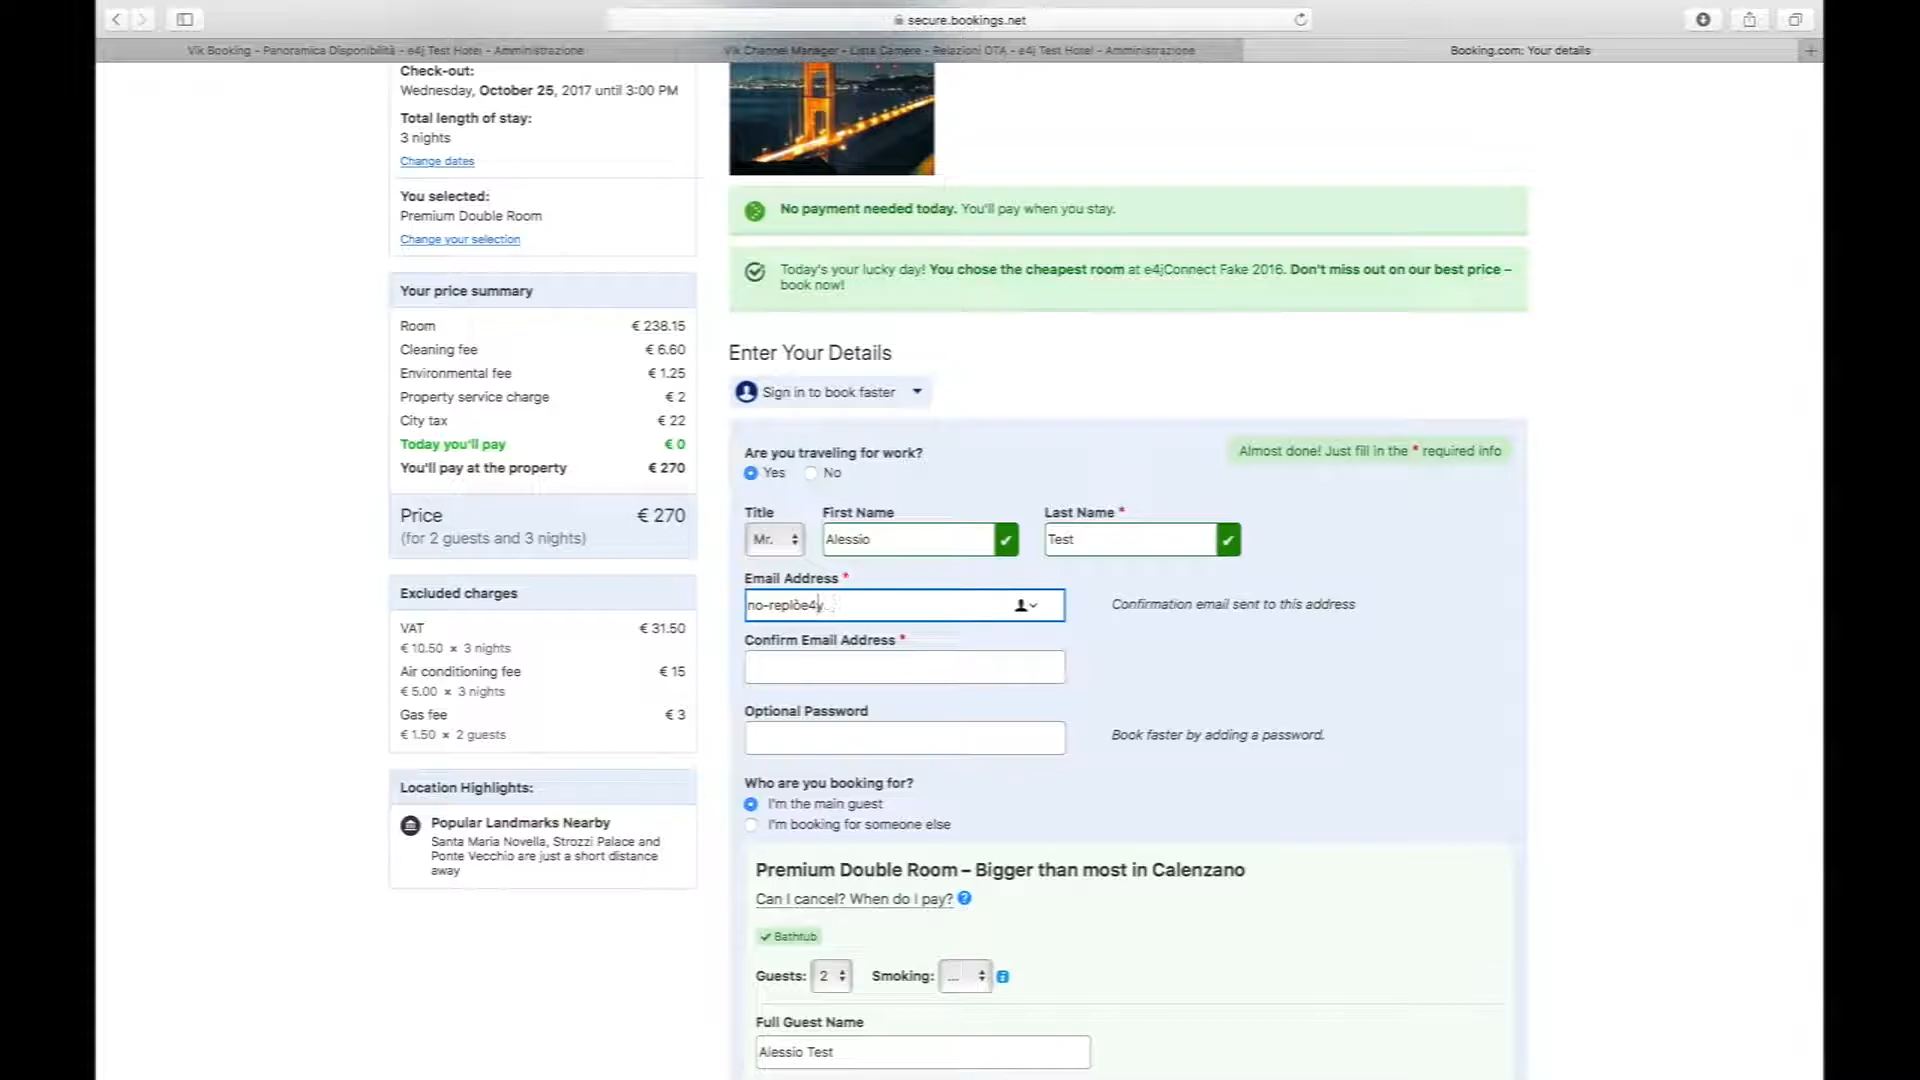 secure.bookings.net
Vik Booking - Panoramica Disponibilità - e4j Test Hotel - Amministrazione
Vik Channel Manager - Lista Camere - Relazioni OTA - e4j Test Hotel - Amministrazione
Booking.com: Your details
Check-out:
Wednesday, October 25, 2017 until 3:00 PM
Total length of stay:
3 nights
Change dates
You selected:
Premium Double Room
Change your selection
Your price summary
Room € 238.15
Cleaning fee € 6.60
Environmental fee € 1.25
Property service charge € 2
City tax € 22
Today you'll pay € 0
You'll pay at the property € 270
Price € 270
(for 2 guests and 3 nights)
Excluded charges
VAT € 31.50
€ 10.50 × 3 nights
Air conditioning fee € 15
€ 5.00 × 3 nights
Gas fee € 3
€ 1.50 × 2 guests
Location Highlights:
Popular Landmarks Nearby
Santa Maria Novella, Strozzi Palace and
Ponte Vecchio are just a short distance
away
No payment needed today. You'll pay when you stay.
Today's your lucky day! You chose the cheapest room at e4jConnect Fake 2016. Don't miss out on our best price –
book now!
Enter Your Details
Sign in to book faster
Are you traveling for work?
Yes No
Almost done! Just fill in the * required info
Title First Name Last Name *
Mr. Alessio Test
Email Address *
no-replòe4y
Confirmation email sent to this address
Confirm Email Address *
Optional Password
Book faster by adding a password.
Who are you booking for?
I'm the main guest
I'm booking for someone else
Premium Double Room – Bigger than most in Calenzano
Can I cancel? When do I pay? ?
Bathtub
Guests: 2 Smoking: ...
Full Guest Name
Alessio Test